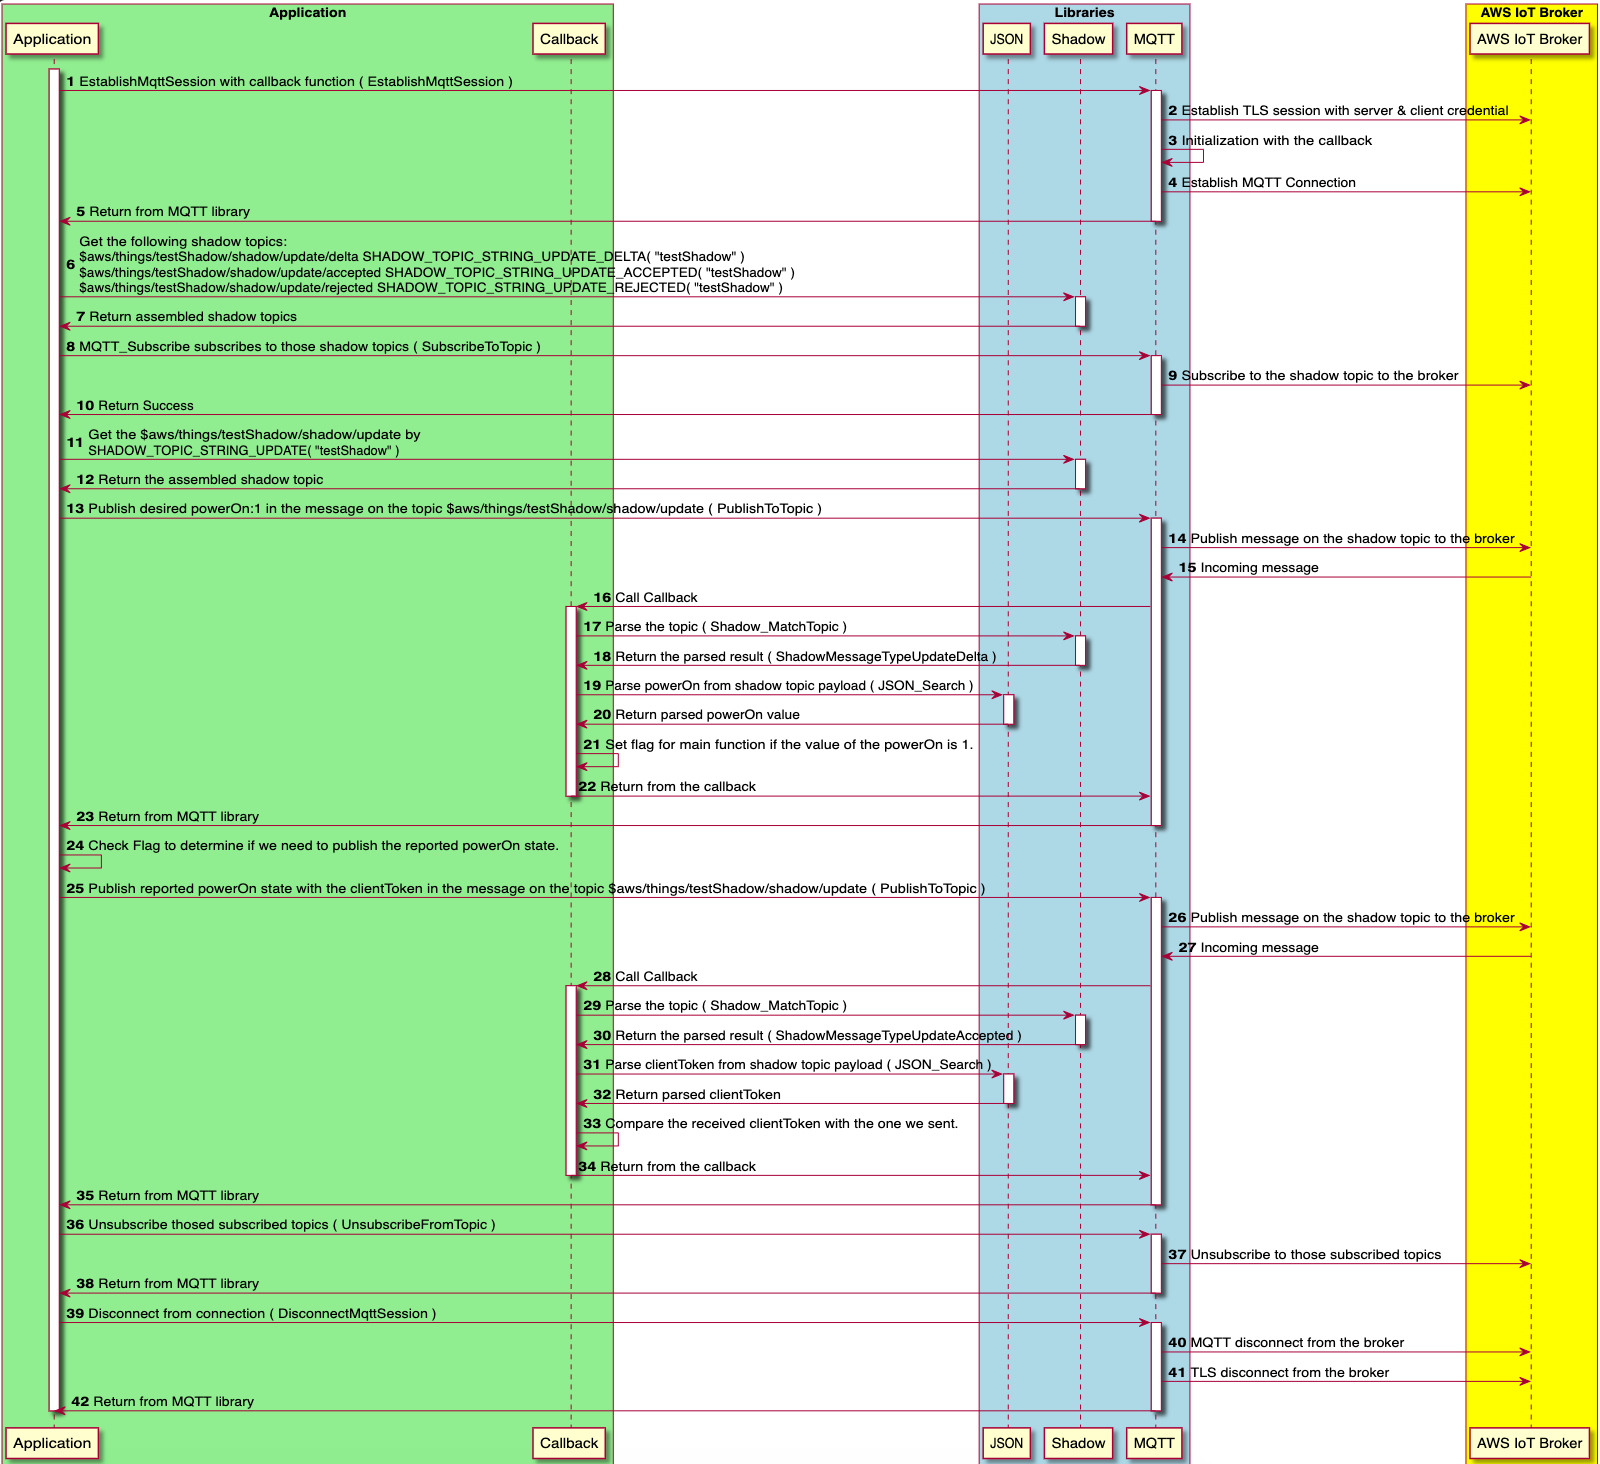 Application
Libraries
AWS IoT Broker
Application
Callback
JSON
Shadow
MQTT
AWS IoT Broker
1 EstablishMqttSession with callback function ( EstablishMqttSession )
2 Establish TLS session with server & client credential
3 Initialization with the callback
4 Establish MQTT Connection
5 Return from MQTT library
Get the following shadow topics:
$aws/things/testShadow/shadow/update/delta SHADOW_TOPIC_STRING_UPDATE_DELTA( "testShadow" )
6
$aws/things/testShadow/shadow/update/accepted SHADOW_TOPIC_STRING_UPDATE_ACCEPTED( "testShadow" )
$aws/things/testShadow/shadow/update/rejected SHADOW_TOPIC_STRING_UPDATE_REJECTED( "testShadow" )
7 Return assembled shadow topics
8 MQTT_Subscribe subscribes to those shadow topics ( SubscribeToTopic )
9 Subscribe to the shadow topic to the broker
10 Return Success
Get the $aws/things/testShadow/shadow/update by
11
SHADOW_TOPIC_STRING_UPDATE( "testShadow" )
12 Return the assembled shadow topic
13 Publish desired powerOn:1 in the message on the topic $aws/things/testShadow/shadow/update ( PublishToTopic )
14 Publish message on the shadow topic to the broker
15 Incoming message
16 Call Callback
17 Parse the topic ( Shadow_MatchTopic )
18 Return the parsed result ( ShadowMessageTypeUpdateDelta )
19 Parse powerOn from shadow topic payload ( JSON_Search )
20 Return parsed powerOn value
21 Set flag for main function if the value of the powerOn is 1.
22 Return from the callback
23 Return from MQTT library
24 Check Flag to determine if we need to publish the reported powerOn state.
25 Publish reported powerOn state with the clientToken in the message on the topic $aws/things/testShadow/shadow/update ( PublishToTopic )
26 Publish message on the shadow topic to the broker
27 Incoming message
28 Call Callback
29 Parse the topic ( Shadow_MatchTopic )
30 Return the parsed result ( ShadowMessageTypeUpdateAccepted )
31 Parse clientToken from shadow topic payload ( JSON_Search )
32 Return parsed clientToken
33 Compare the received clientToken with the one we sent.
34 Return from the callback
35 Return from MQTT library
36 Unsubscribe thosed subscribed topics ( UnsubscribeFromTopic )
37 Unsubscribe to those subscribed topics
38 Return from MQTT library
39 Disconnect from connection ( DisconnectMqttSession )
40 MQTT disconnect from the broker
41 TLS disconnect from the broker
42 Return from MQTT library
Application
Callback
JSON
Shadow
MQTT
AWS IoT Broker